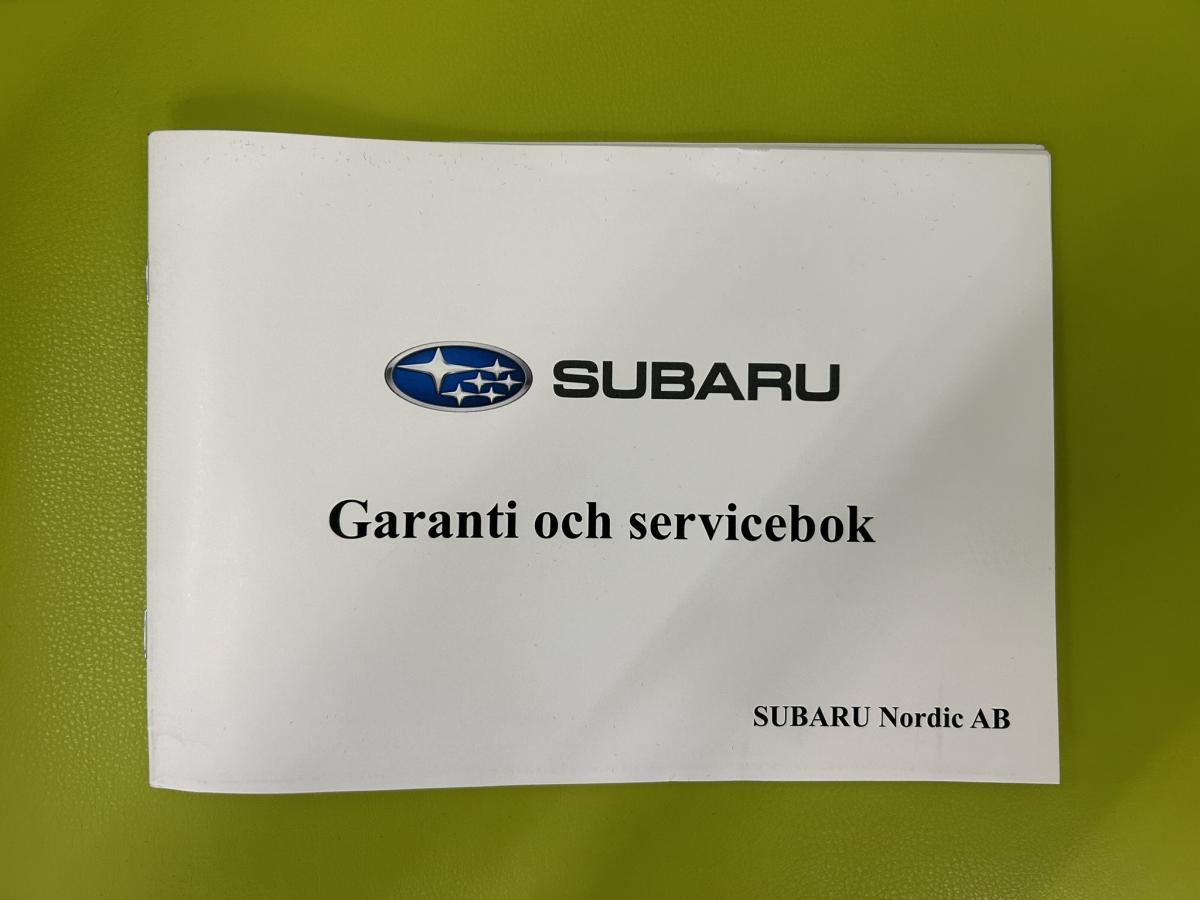 SUBARU
Garanti och servicebok
SUBARU Nordic AB